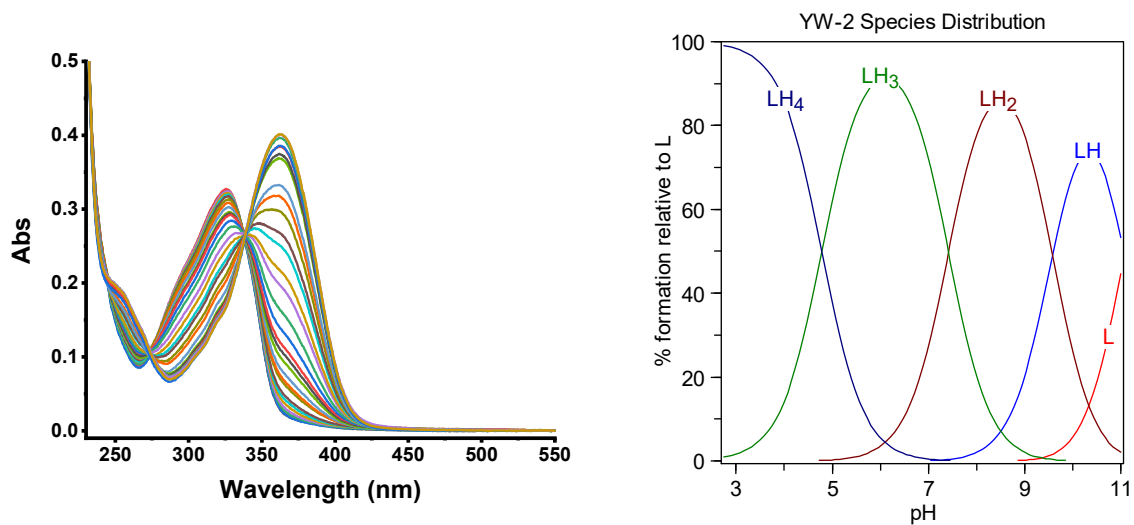 0.5
0.4
0.3
0.2
0.1
0.0
Abs
250 300 350 400 450 500 550
Wavelength (nm)
YW-2 Species Distribution
100
80
60
40
20
0
% formation relative to L
LH4
LH3
LH2
LH
L
3 5 7 9 11
pH